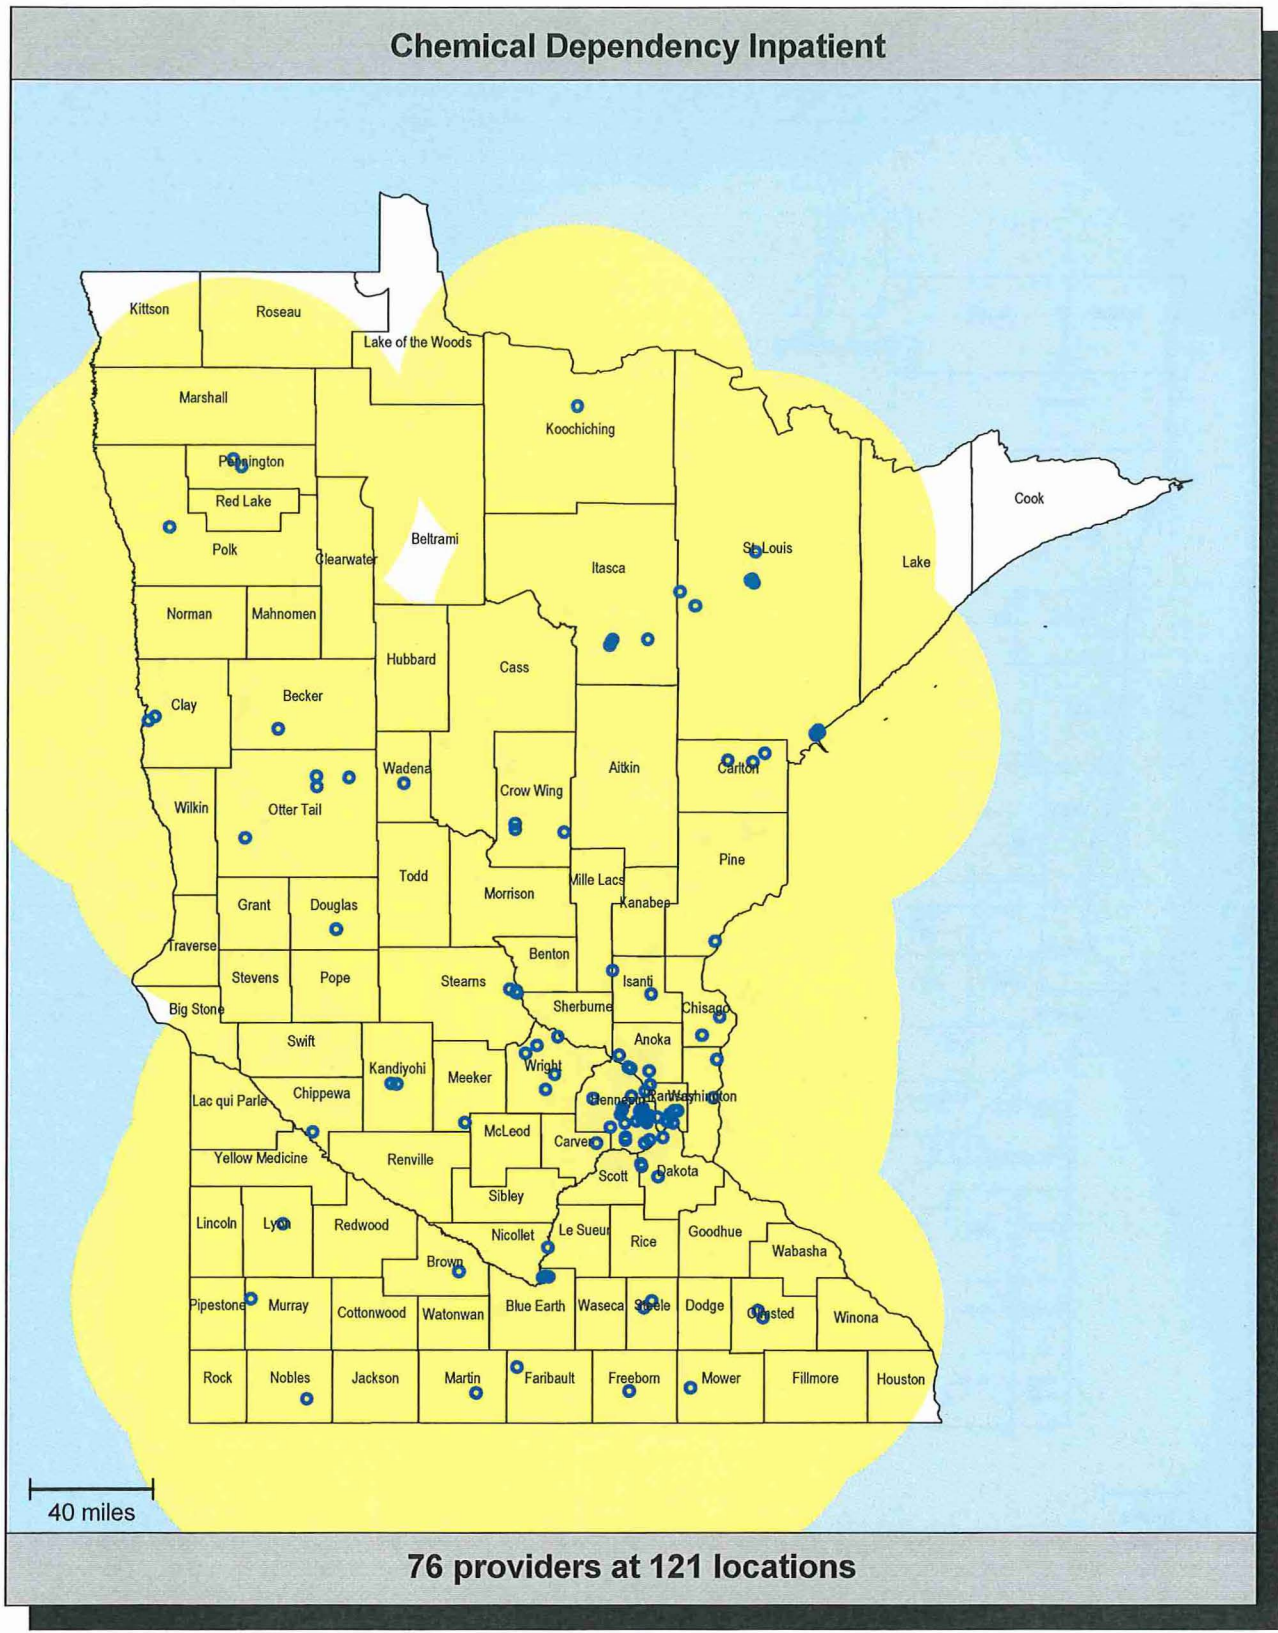 Chemical Dependency Inpatient
Kittson
Roseau
Lake of the Woods
Marshall
Koochiching
Pennington
Red Lake
Cook
Polk
Beltrami
St. Louis
Clearwater
Itasca
Lake
Norman
Mahnomen
Hubbard
Cass
Becker
Clay
Wadena
Aitkin
Carlton
Crow Wing
Wilkin
Otter Tail
Pine
Todd
Mille Lacs
Morrison
Kanabec
Grant
Douglas
Traverse
Benton
Stevens
Pope
Stearns
Isanti
Big Stone
Sherburne
Chisago
Swift
Anoka
Kandiyohi
Wright
Meeker
Chippewa
Lac qui Parle
Hennepin
Ramsey
Washington
McLeod
Carver
Yellow Medicine
Renville
Scott
Dakota
Sibley
Lincoln
Lyon
Redwood
Nicollet
Le Sueur
Rice
Goodhue
Wabasha
Brown
Pipestone
Murray
Cottonwood
Watonwan
Blue Earth
Waseca
Steele
Dodge
Olmsted
Winona
Rock
Nobles
Jackson
Martin
Faribault
Freeborn
Mower
Fillmore
Houston
40 miles
76 providers at 121 locations